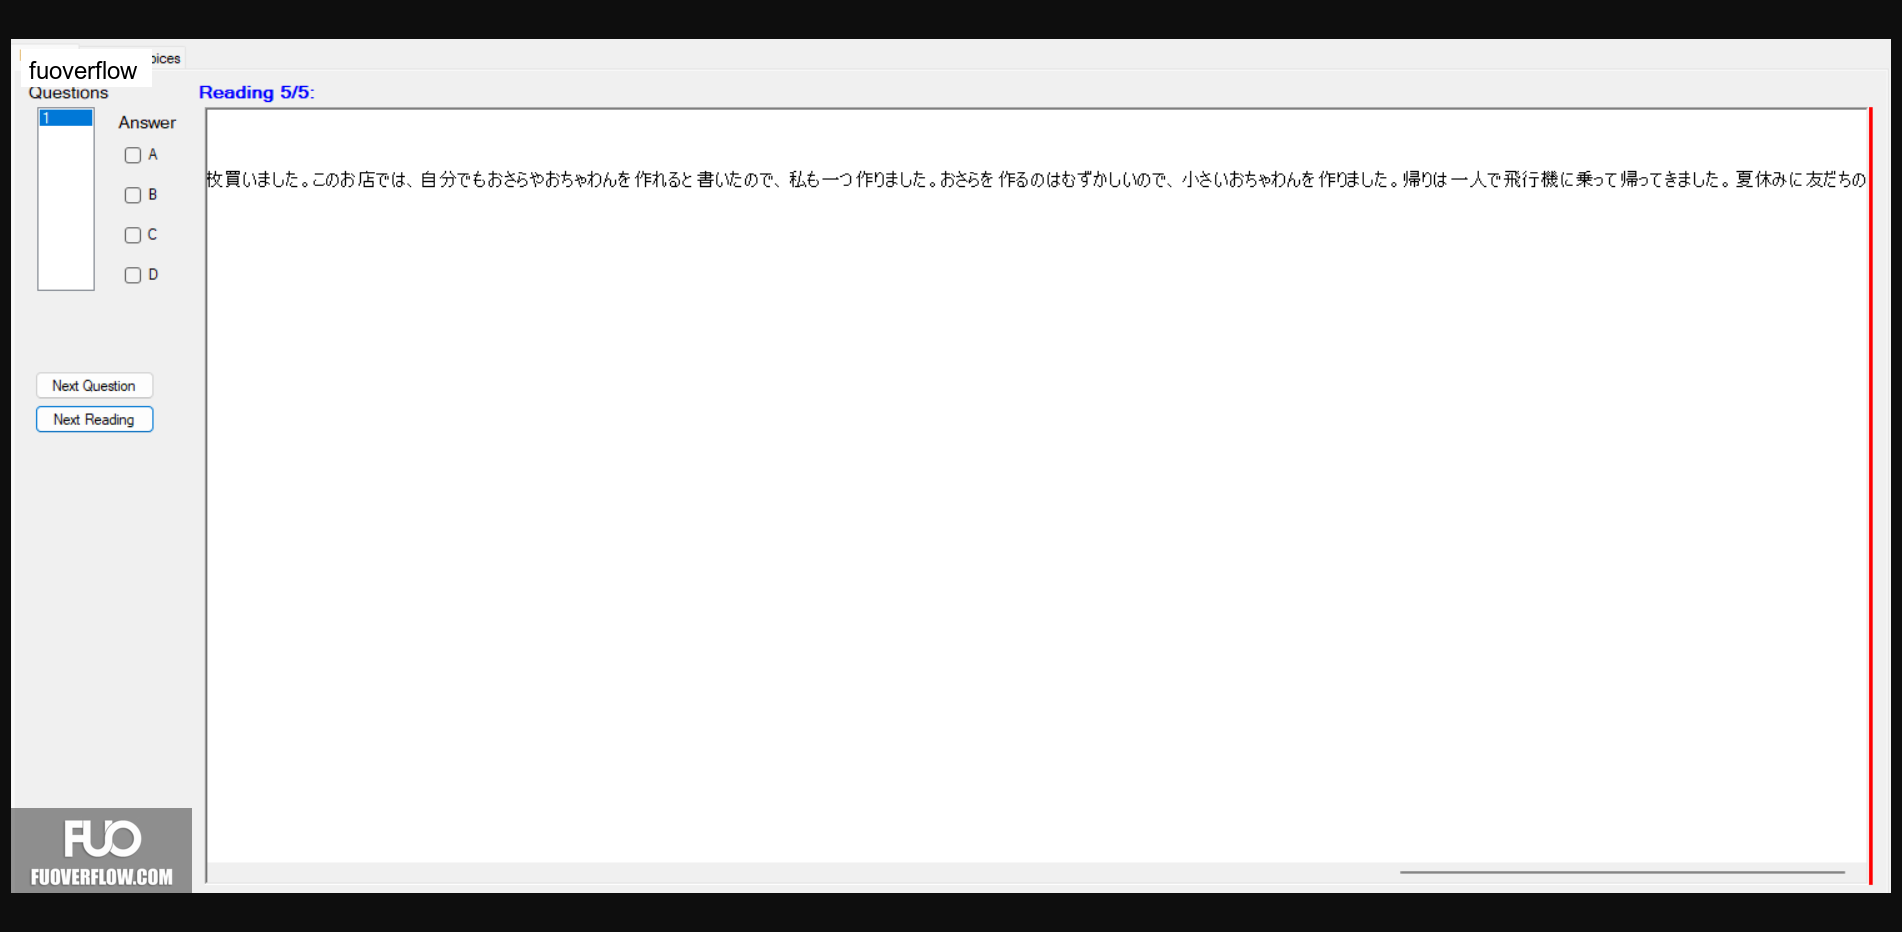 fuoverflow
oices
Questions
Reading 5/5:
1
Answer
A
B
C
D
枚買いました。このお店では、自分でもおさらやおちゃわんを作れると書いたので、私も一つ作りました。おさらを作るのはむずかしいので、小さいおちゃわんを作りました。帰りは一人で飛行機に乗って帰ってきました。夏休みに友だちの
Next Question
Next Reading
FUO
FUOVERFLOW.COM